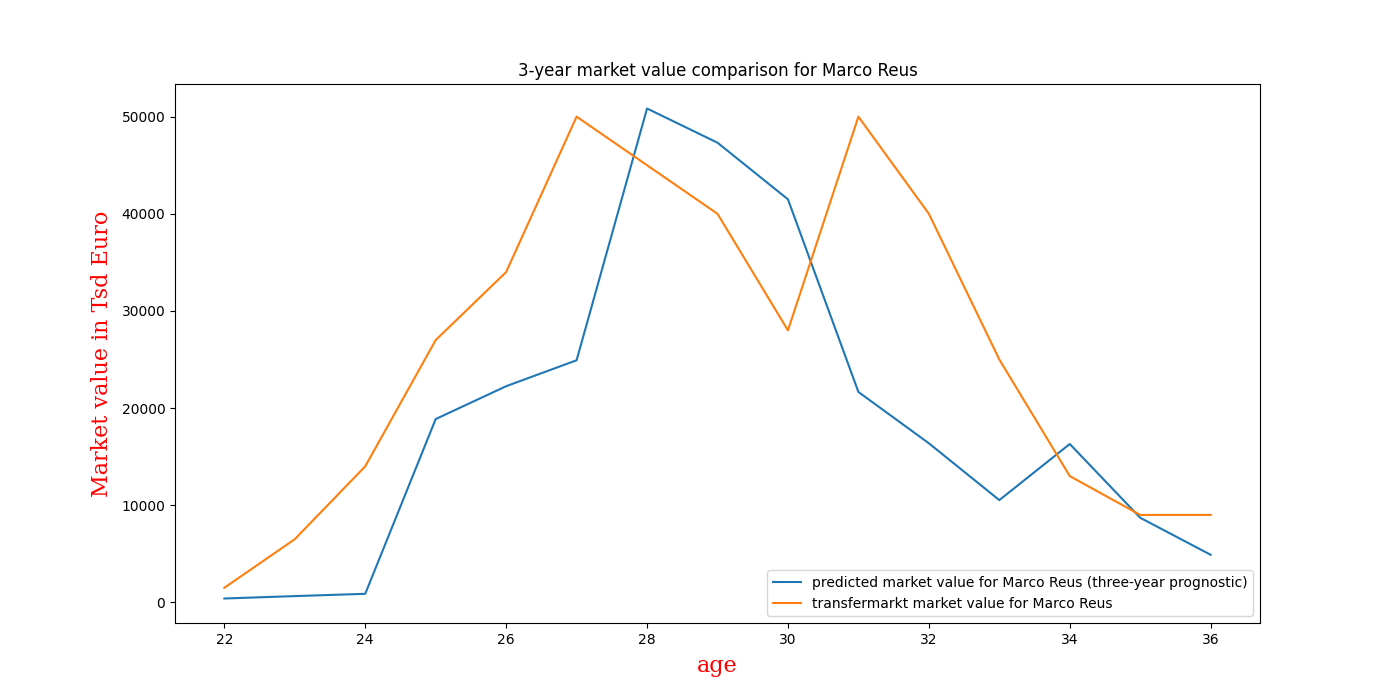 3-year market value comparison for Marco Reus
Market value in Tsd Euro
50000
40000
30000
20000
10000
0
22 24 26 28 30 32 34 36
age
predicted market value for Marco Reus (three-year prognostic)
transfermarkt market value for Marco Reus